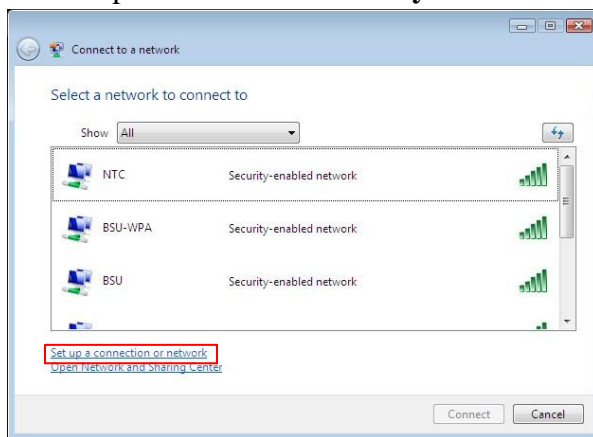 Connect to a network
Select a network to connect to
Show All
NTC Security-enabled network
BSU-WPA Security-enabled network
BSU Security-enabled network
Set up a connection or network
Open Network and Sharing Center
Connect Cancel